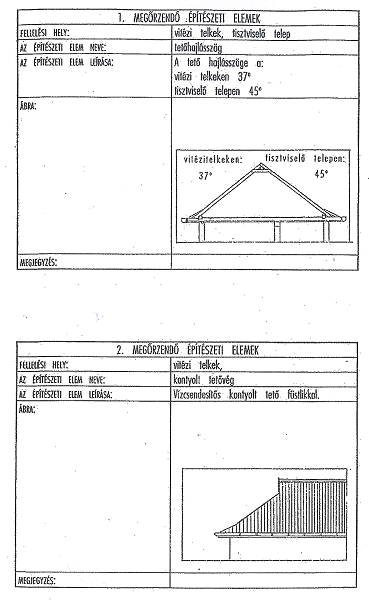 1. MEGŐRZENDŐ ÉPÍTÉSZETI ELEMEK
FELLELÉSI HELY: vitézi telkek, tisztviselő telep
AZ ÉPÍTÉSZETI ELEM NEVE: tetőhajlásszög
AZ ÉPÍTÉSZETI ELEM LEÍRÁSA: A tető hajlásszöge a:
vitézi telkeken 37°
tisztviselő telepen 45°
ÁBRA:
vitézitelkeken: tisztviselő telepen:
37° 45°
MEGJEGYZÉS:
2. MEGŐRZENDŐ ÉPÍTÉSZETI ELEMEK
FELLELÉSI HELY: vitézi telkek,
AZ ÉPÍTÉSZETI ELEM NEVE: kontyolt tetővég
AZ ÉPÍTÉSZETI ELEM LEÍRÁSA: Vízcsendesítős kontyolt tető füstlikkal.
ÁBRA:
MEGJEGYZÉS: